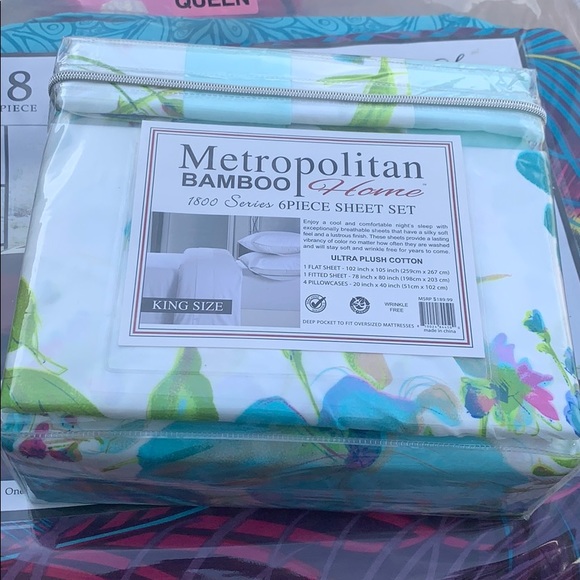 QUEEN
8
PIECE
Metropolitan
BAMBOO Home™
1800 Series 6PIECE SHEET SET
Enjoy a cool and comfortable night's sleep with
exceptionally breathable sheets that have a silky soft
feel and a lustrous finish. These sheets provide a lasting
vibrancy of color no matter how often they are washed
and will stay soft and wrinkle free for years to come.
ULTRA PLUSH COTTON
1 FLAT SHEET - 102 inch x 105 inch (259cm x 267 cm)
1 FITTED SHEET - 78 inch x 80 inch (198cm x 203 cm)
4 PILLOWCASES - 20 inch x 40 inch (51cm x 102 cm)
KING SIZE
WRINKLE
FREE
MSRP $189.99
DEEP POCKET TO FIT OVERSIZED MATTRESSES
made in china
One